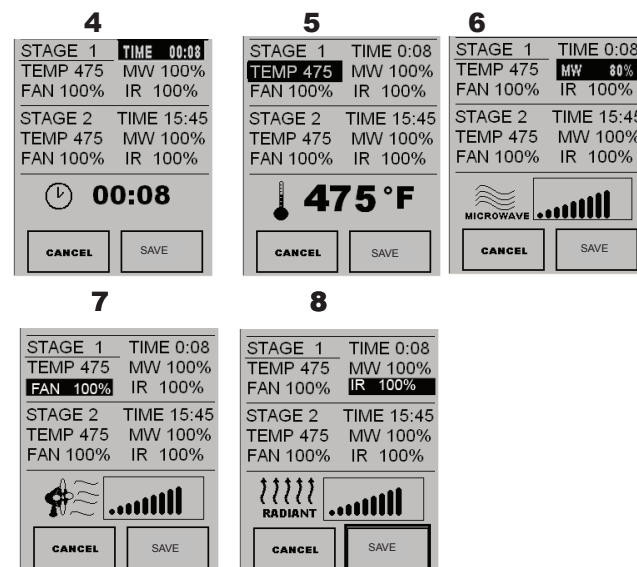 4
STAGE 1 TIME 00:08
TEMP 475 MW 100%
FAN 100% IR 100%
STAGE 2 TIME 15:45
TEMP 475 MW 100%
FAN 100% IR 100%
00:08
CANCEL SAVE
5
STAGE 1 TIME 0:08
TEMP 475 MW 100%
FAN 100% IR 100%
STAGE 2 TIME 15:45
TEMP 475 MW 100%
FAN 100% IR 100%
475°F
CANCEL SAVE
6
STAGE 1 TIME 0:08
TEMP 475 MW 80%
FAN 100% IR 100%
STAGE 2 TIME 15:45
TEMP 475 MW 100%
FAN 100% IR 100%
MICROWAVE
CANCEL SAVE
7
STAGE 1 TIME 0:08
TEMP 475 MW 100%
FAN 100% IR 100%
STAGE 2 TIME 15:45
TEMP 475 MW 100%
FAN 100% IR 100%
CANCEL SAVE
8
STAGE 1 TIME 0:08
TEMP 475 MW 100%
FAN 100% IR 100%
STAGE 2 TIME 15:45
TEMP 475 MW 100%
FAN 100% IR 100%
RADIANT
CANCEL SAVE